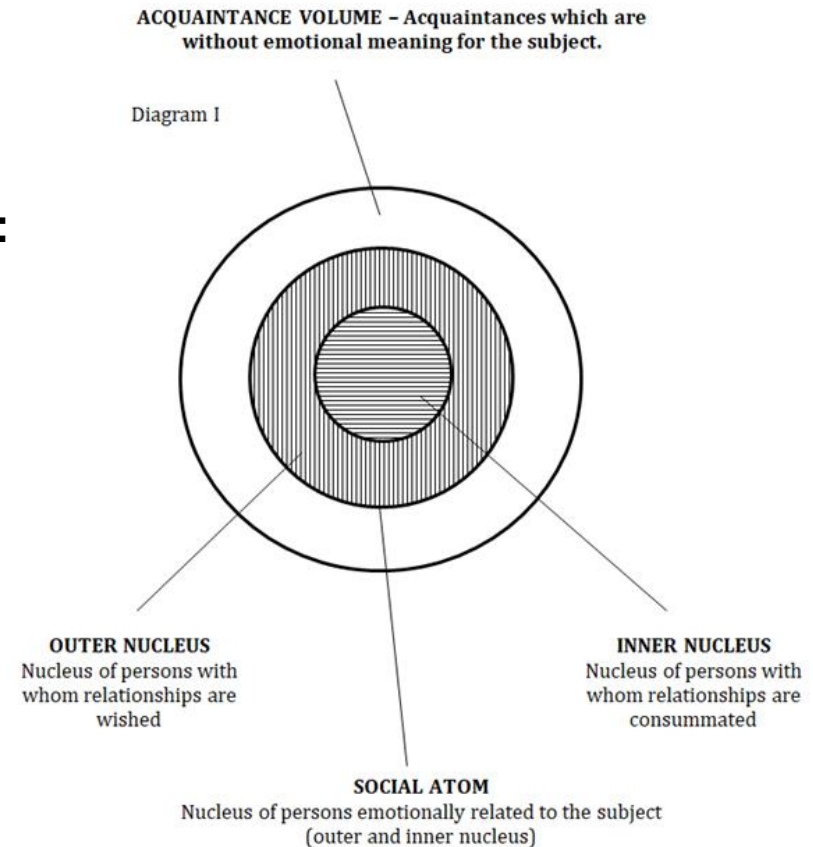 ACQUAINTANCE VOLUME – Acquaintances which are
without emotional meaning for the subject.
Diagram I
:
OUTER NUCLEUS
Nucleus of persons with
whom relationships are
wished
INNER NUCLEUS
Nucleus of persons with
whom relationships are
consummated
SOCIAL ATOM
Nucleus of persons emotionally related to the subject
(outer and inner nucleus)